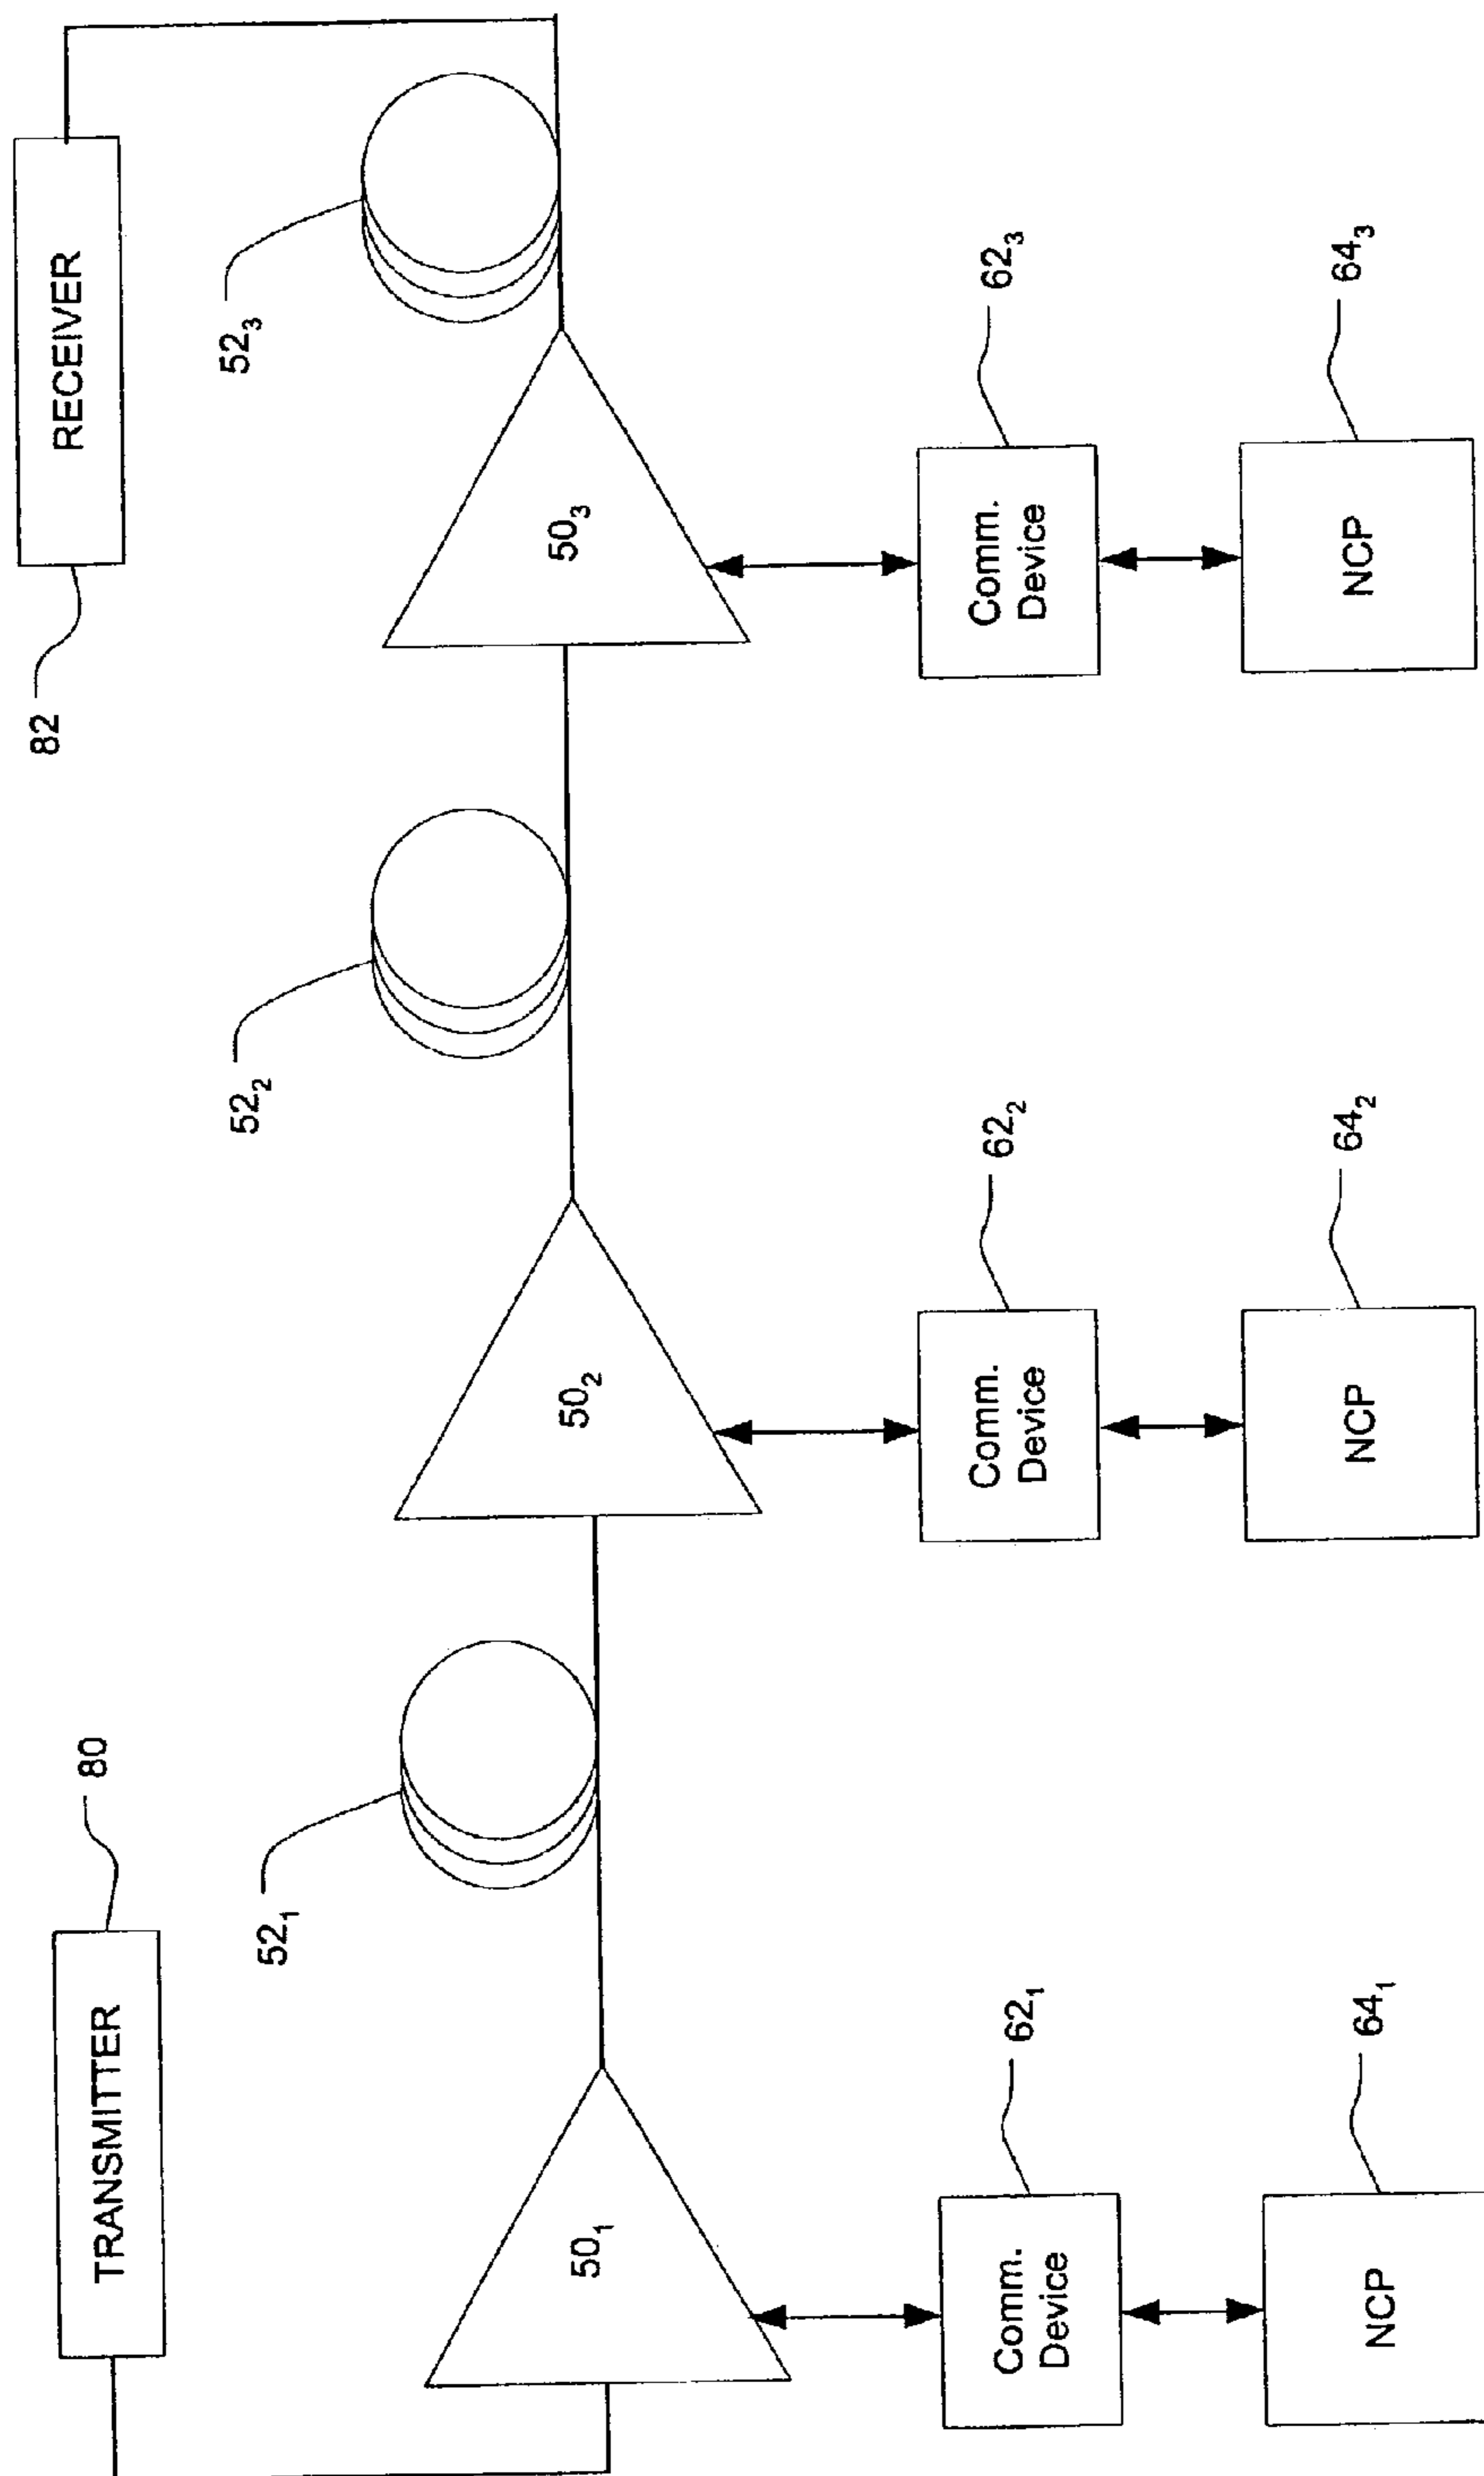 TRANSMITTER
80
RECEIVER
82
52₁
52₂
52₃
50₁
50₂
50₃
Comm.
Device
62₁
Comm.
Device
62₂
Comm.
Device
62₃
NCP
64₁
NCP
64₂
NCP
64₃